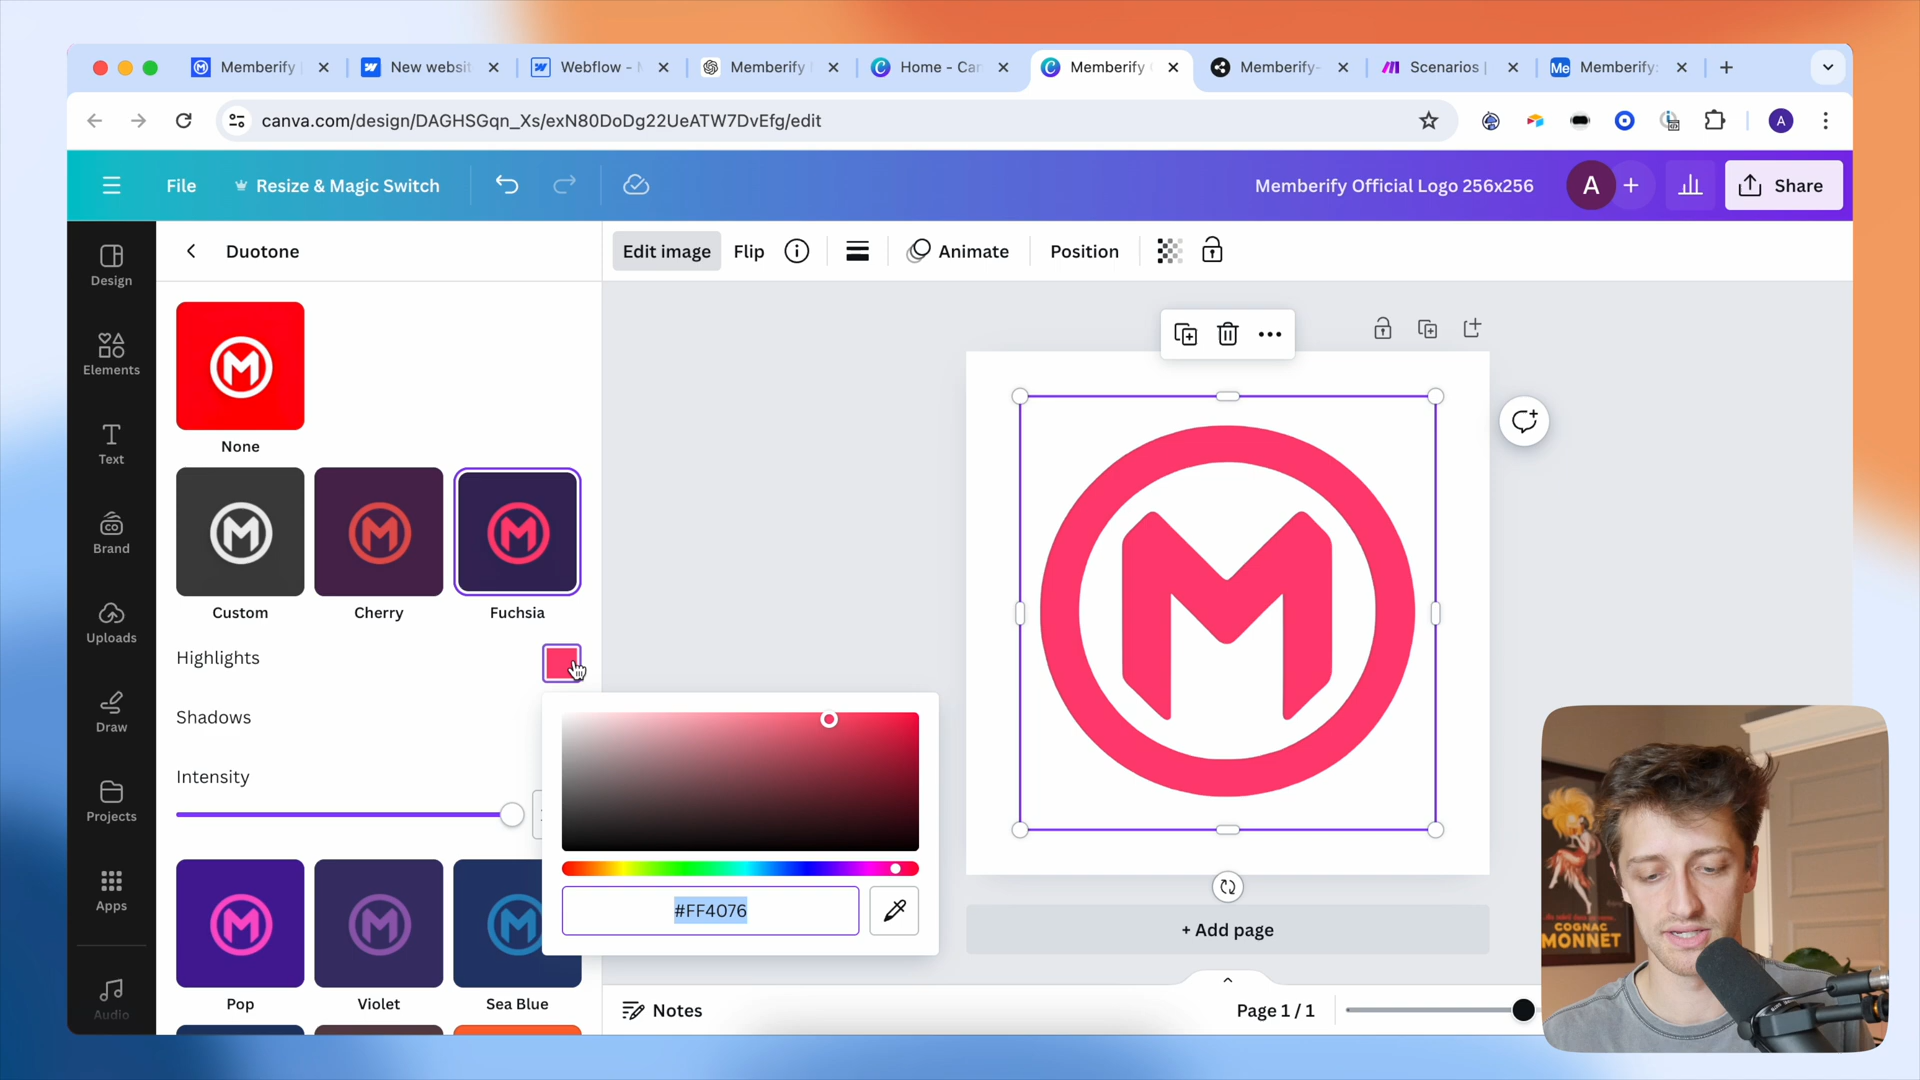 Memberify
New websit
Webflow - M
Memberify
Home - Can
Memberify
Memberify-
Scenarios |
Me
Memberify:
canva.com/design/DAGHSGqn_Xs/exN80DoDg22UeATW7DvEfg/edit
A
File
Resize & Magic Switch
Memberify Official Logo 256x256
A
Share
Design
Elements
Text
Brand
Uploads
Draw
Projects
Apps
Audio
Duotone
Edit image
Flip
Animate
Position
None
Custom
Cherry
Fuchsia
Highlights
Shadows
Intensity
#FF4076
Pop
Violet
Sea Blue
M
+ Add page
Notes
Page 1 / 1
COGNAC
MONNET